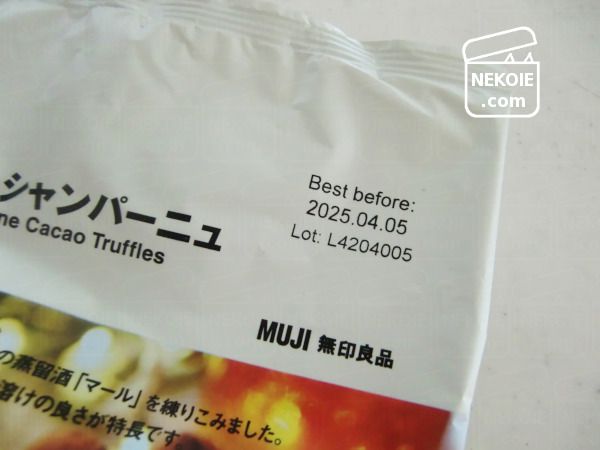 NEKOIE
.com
Best before:
2025.04.05
Lot: L4204005
シャンパーニュ
ne Cacao Truffles
MUJI 無印良品
の蒸留酒「マール」を練りこみました。
溶けの良さが特長です。